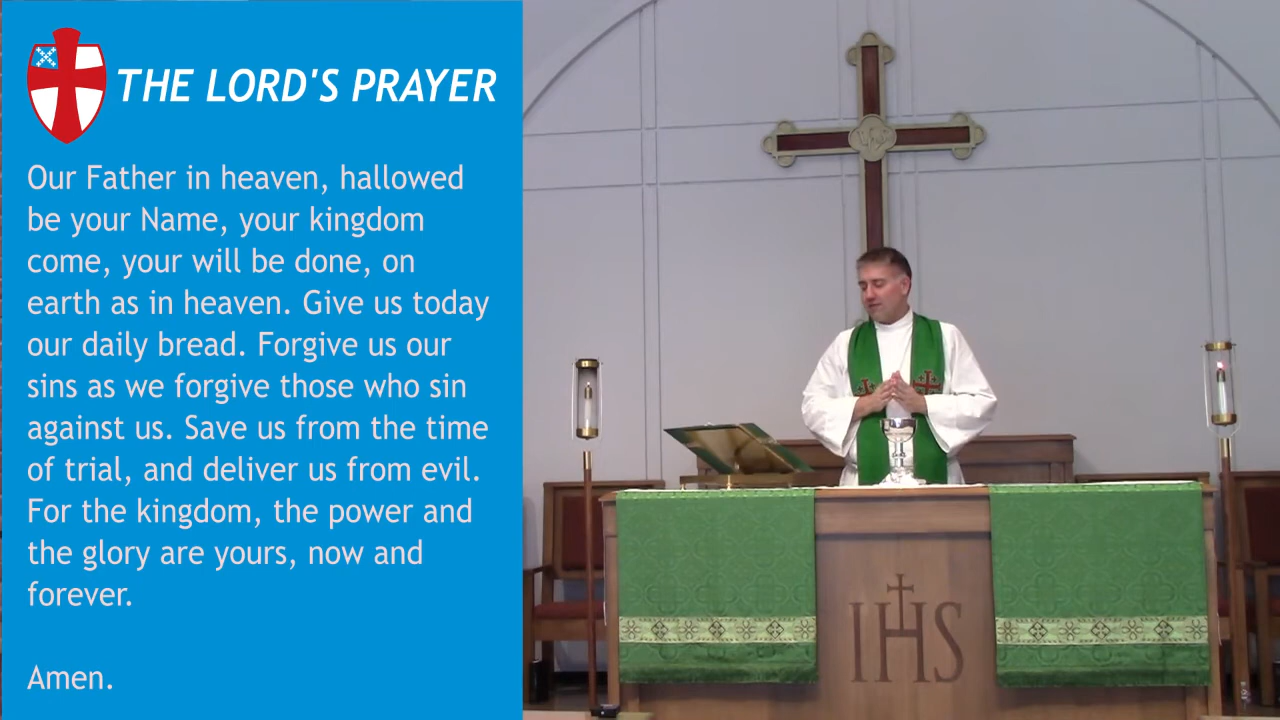 THE LORD'S PRAYER
Our Father in heaven, hallowed
be your Name, your kingdom
come, your will be done, on
earth as in heaven. Give us today
our daily bread. Forgive us our
sins as we forgive those who sin
against us. Save us from the time
of trial, and deliver us from evil.
For the kingdom, the power and
the glory are yours, now and
forever.
Amen.
IHS